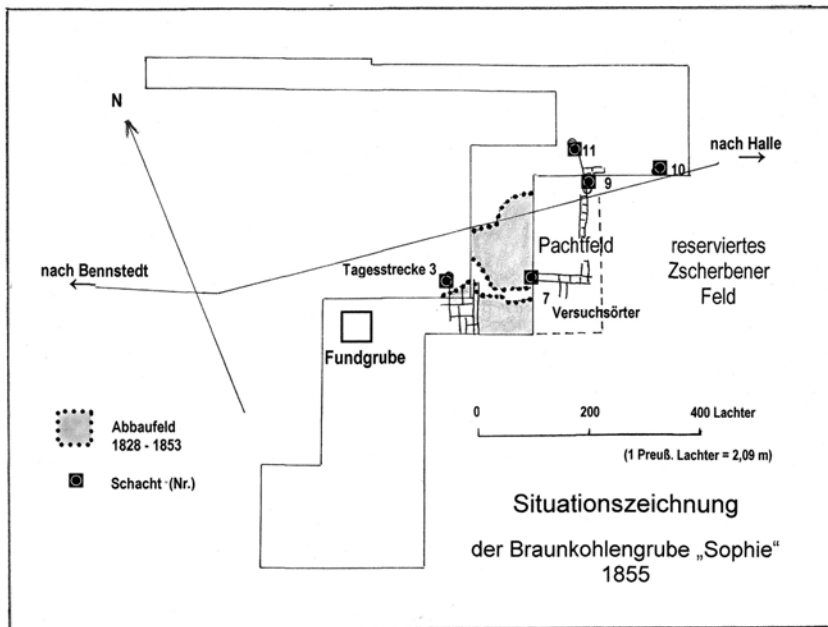 N
nach Halle
11
10
9
nach Bennstedt
Tagesstrecke 3
Pachtfeld
reserviertes
Zscherbener
Feld
7
Versuchsörter
Fundgrube
Abbaufeld
1828 - 1853
Schacht (Nr.)
0 200 400 Lachter
(1 Preuß. Lachter = 2,09 m)
Situationszeichnung
der Braunkohlengrube „Sophie“
1855